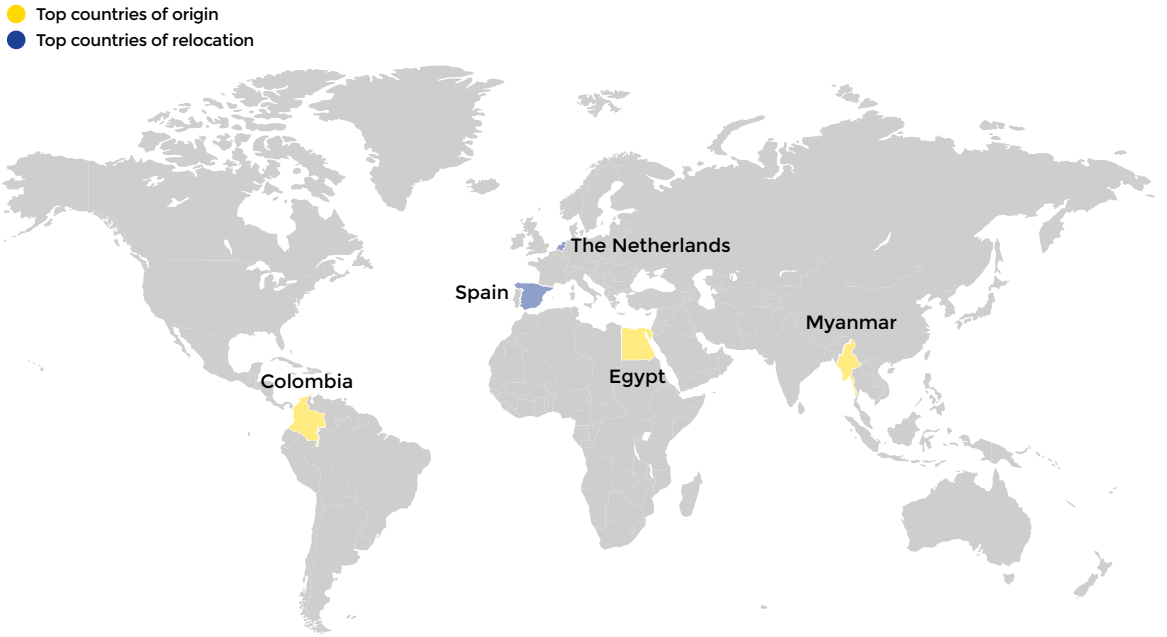 Top countries of origin
Top countries of relocation
The Netherlands
Spain
Myanmar
Egypt
Colombia